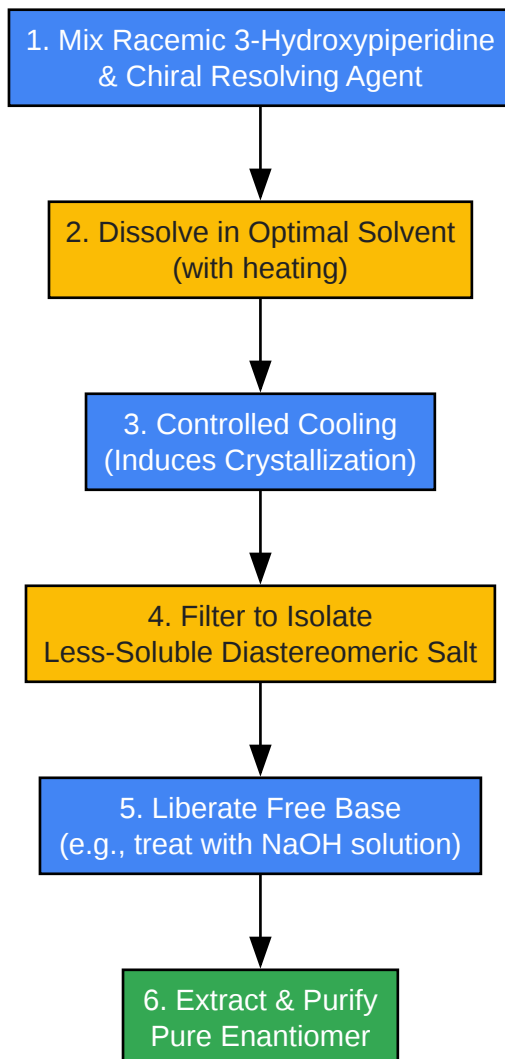 1. Mix Racemic 3-Hydroxypiperidine
& Chiral Resolving Agent
2. Dissolve in Optimal Solvent
(with heating)
3. Controlled Cooling
(Induces Crystallization)
4. Filter to Isolate
Less-Soluble Diastereomeric Salt
5. Liberate Free Base
(e.g., treat with NaOH solution)
6. Extract & Purify
Pure Enantiomer